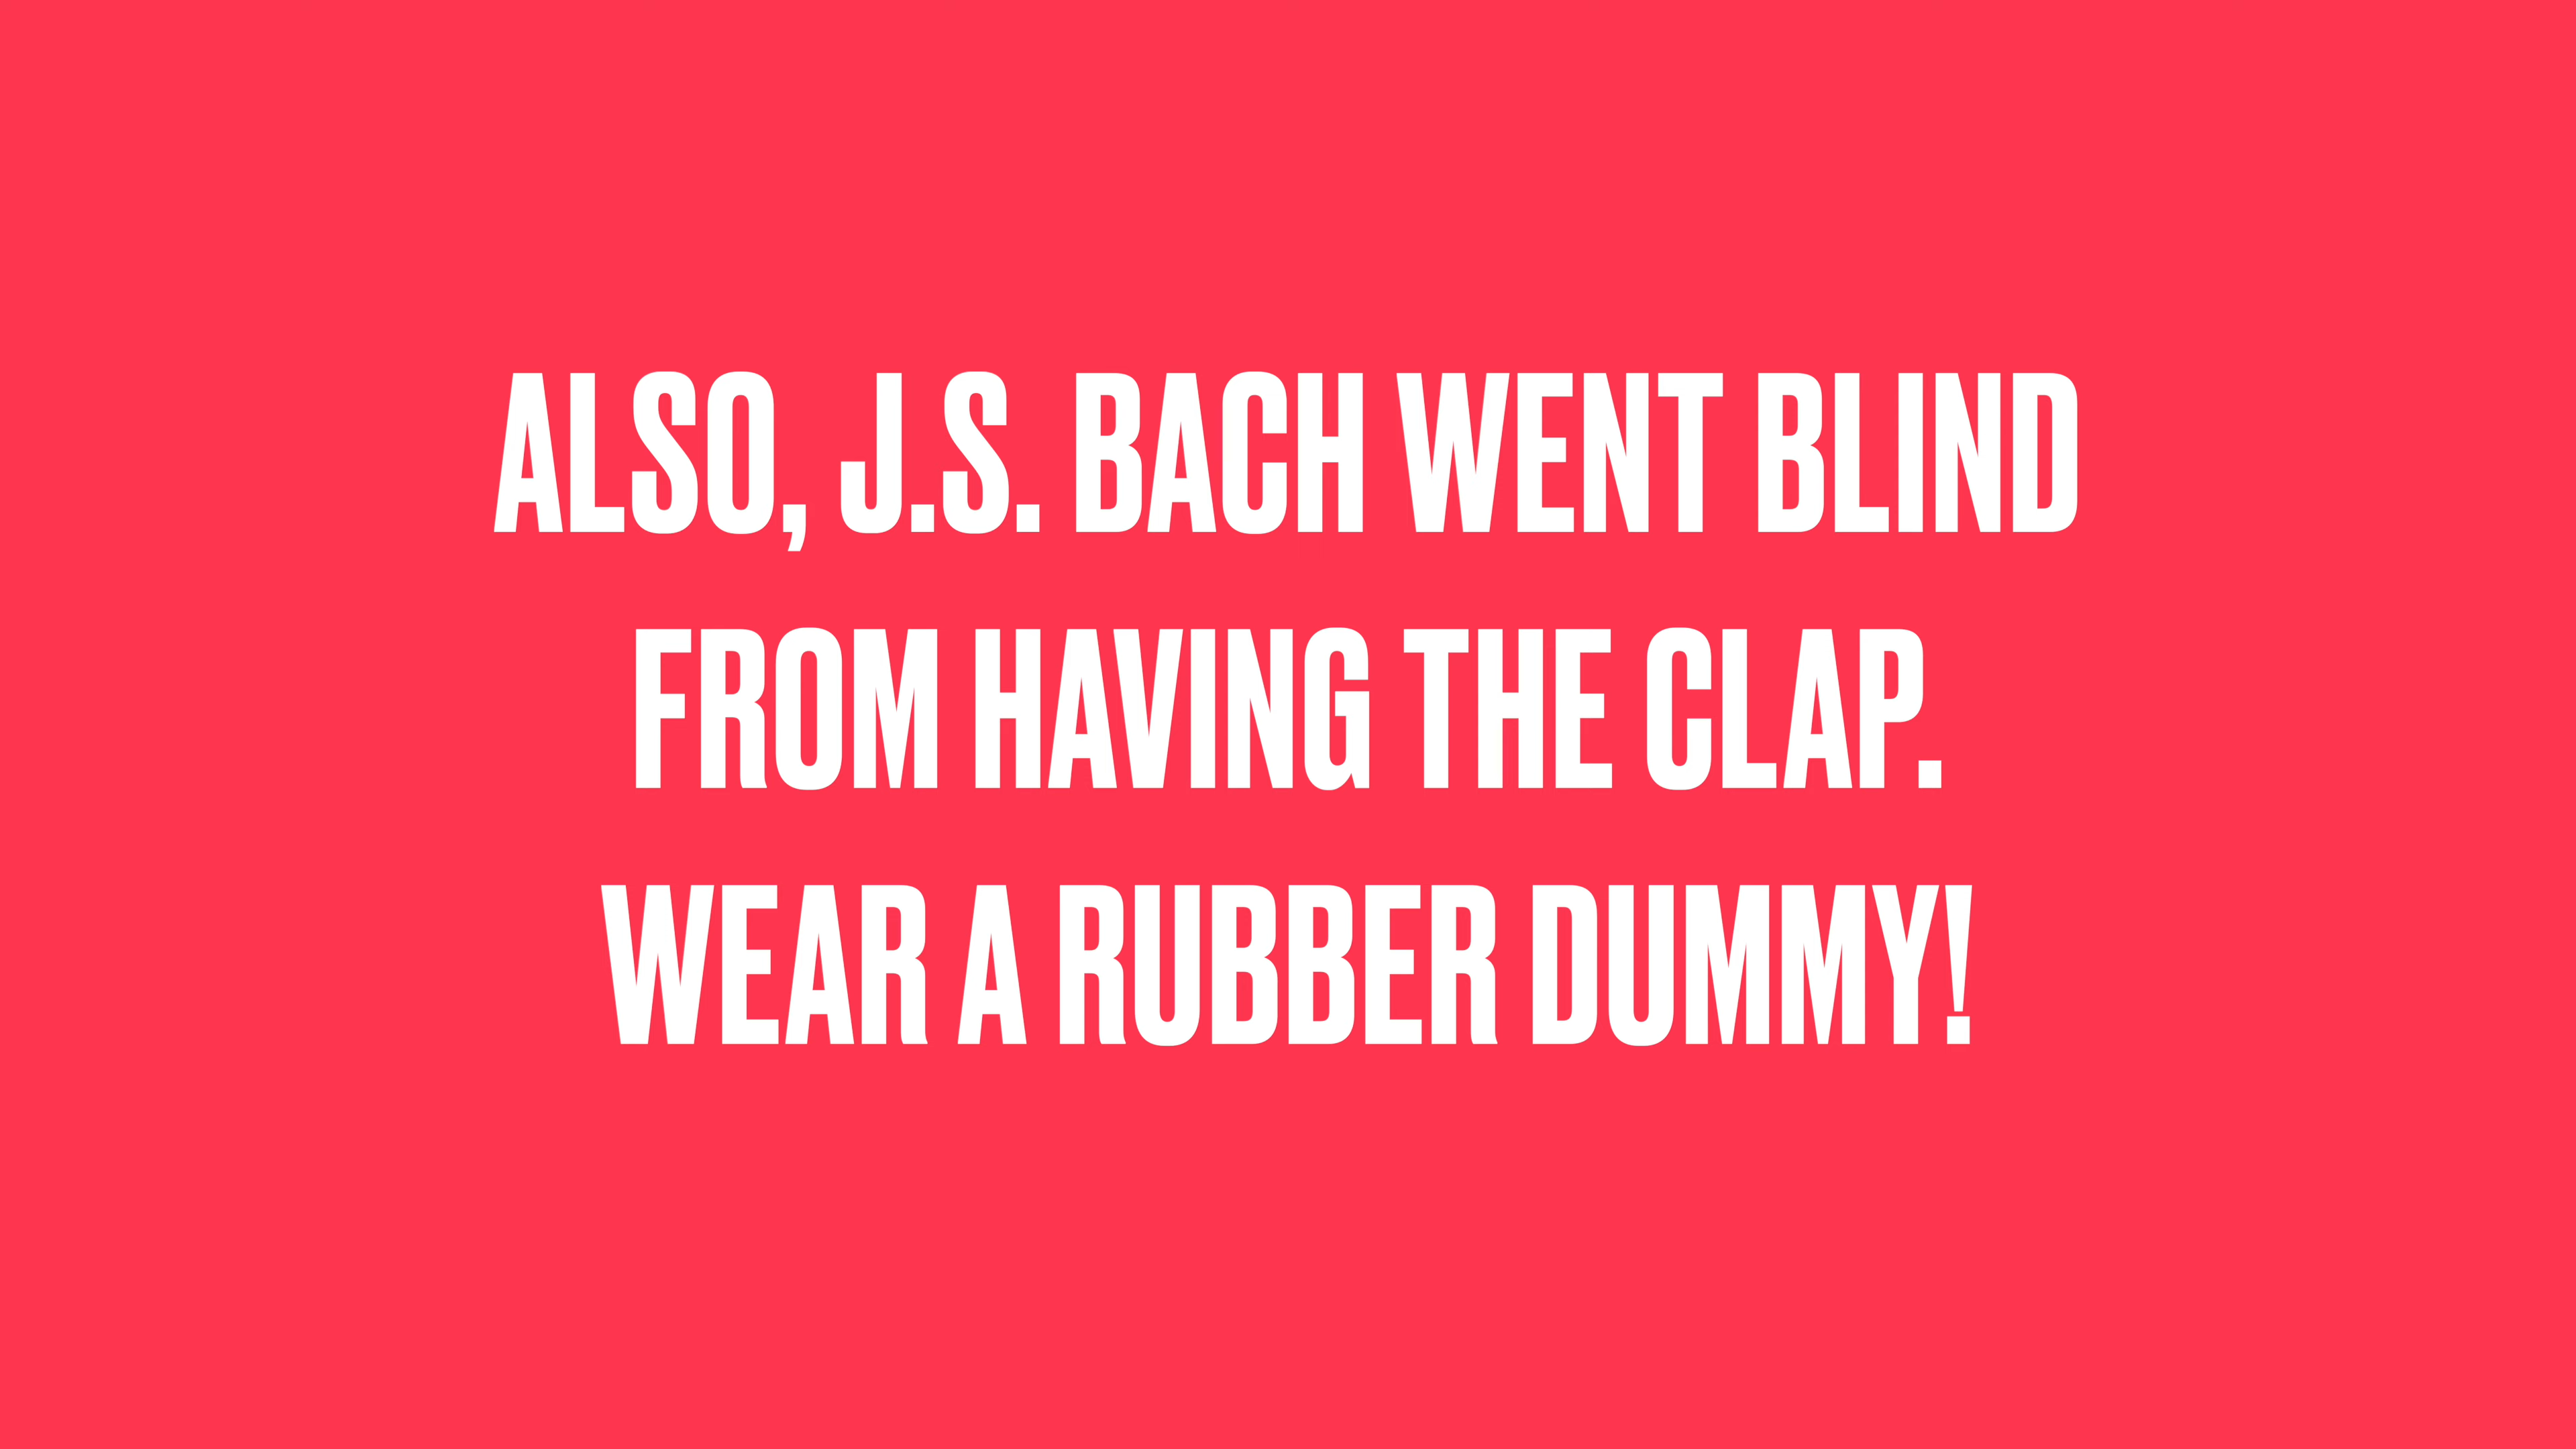 ALSO, J.S. BACH WENT BLIND
FROM HAVING THE CLAP.
WEAR A RUBBER DUMMY!